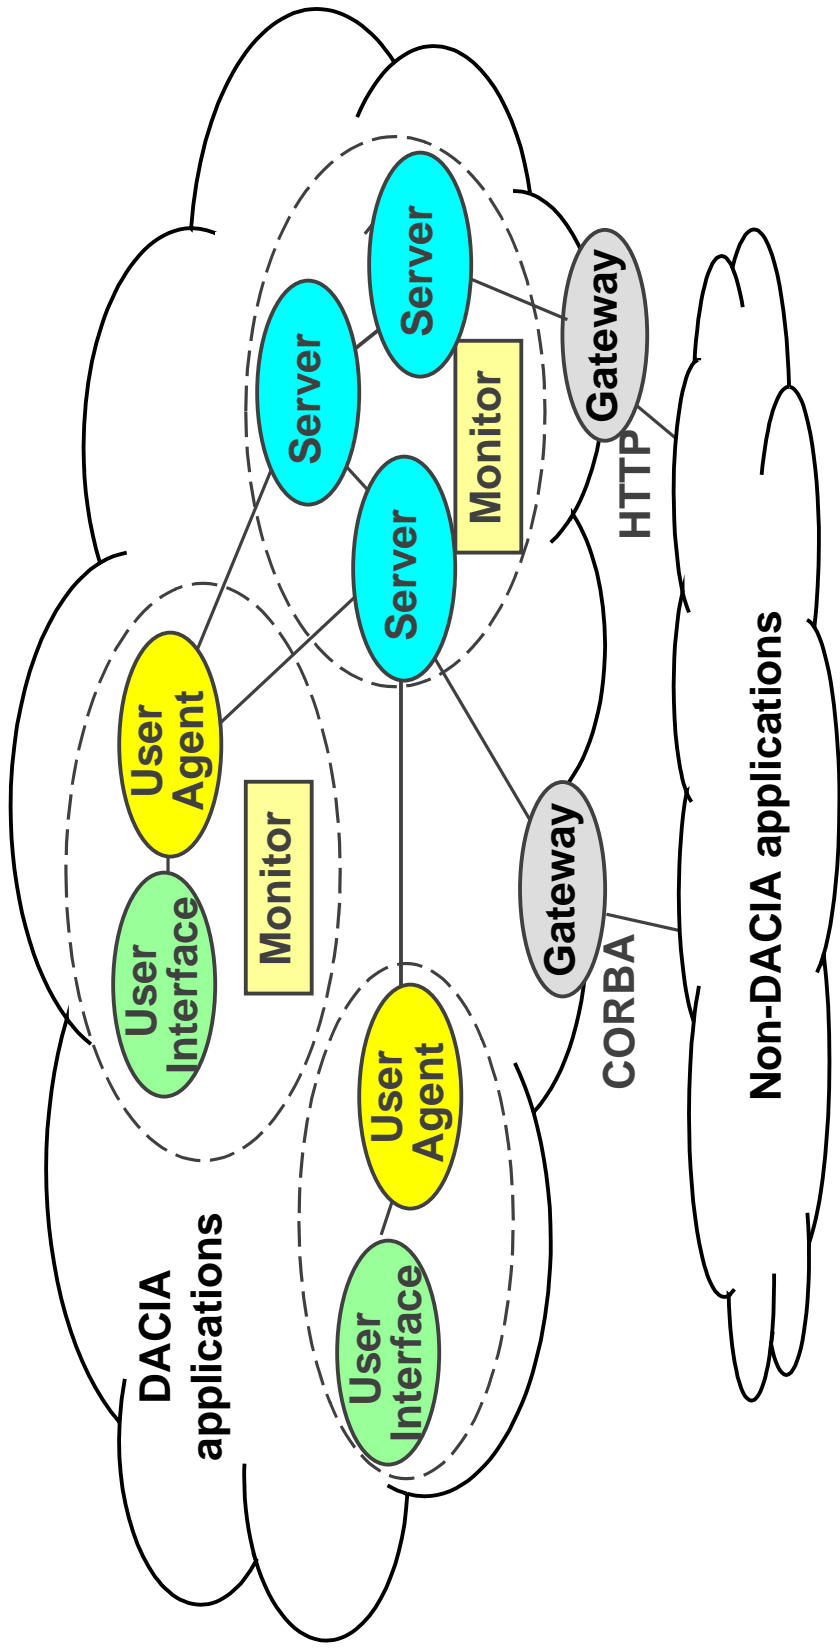 DACIA
applications
User
Interface
User
Agent
Monitor
User
Interface
User
Agent
Server
Server
Server
Monitor
Gateway
Gateway
CORBA
HTTP
Non-DACIA applications